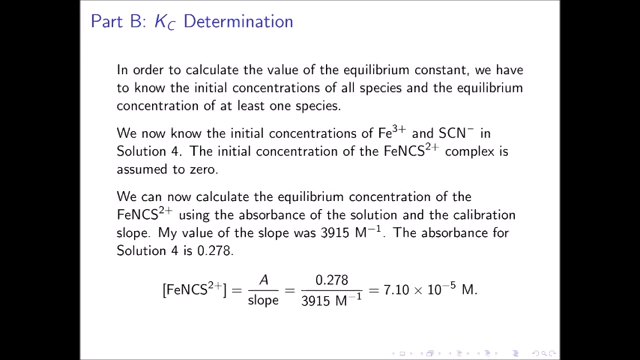 Part B: K_C Determination
In order to calculate the value of the equilibrium constant, we have
to know the initial concentrations of all species and the equilibrium
concentration of at least one species.
We now know the initial concentrations of Fe³⁺ and SCN⁻ in
Solution 4. The initial concentration of the FeNCS²⁺ complex is
assumed to zero.
We can now calculate the equilibrium concentration of the
FeNCS²⁺ using the absorbance of the solution and the calibration
slope. My value of the slope was 3915 M⁻¹. The absorbance for
Solution 4 is 0.278.
[FeNCS²⁺] = A / slope = 0.278 / 3915 M⁻¹ = 7.10 × 10⁻⁵ M.